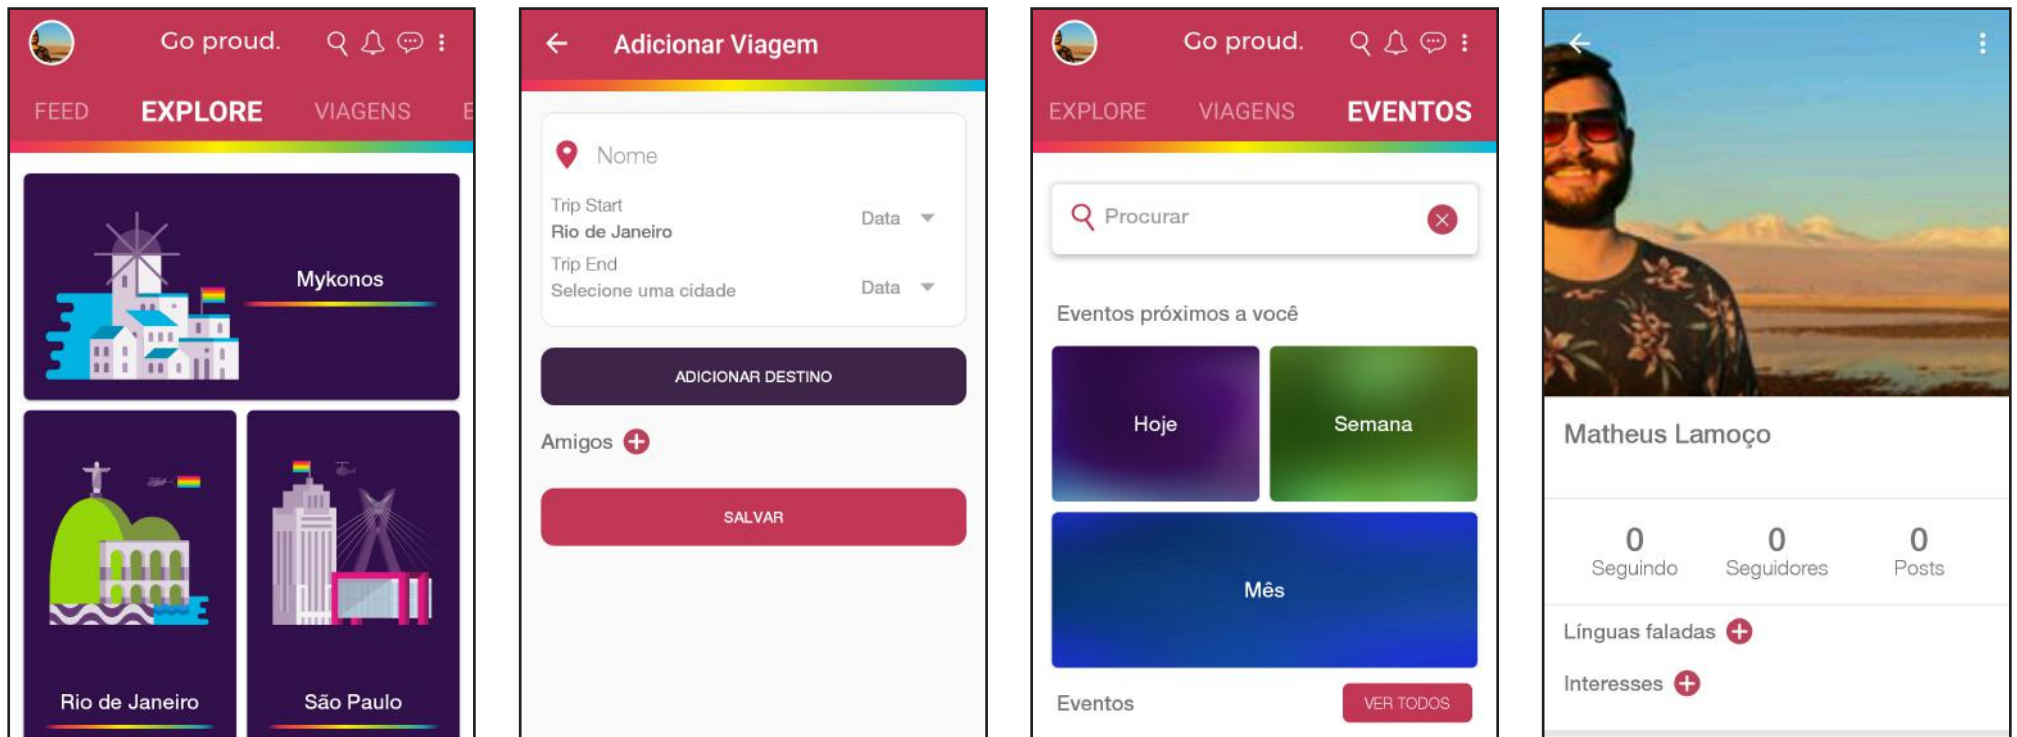 Go proud.
FEED EXPLORE VIAGENS E
Mykonos
Rio de Janeiro São Paulo
Adicionar Viagem
Nome
Trip Start
Rio de Janeiro Data
Trip End
Selecione uma cidade Data
ADICIONAR DESTINO
Amigos
SALVAR
Go proud.
EXPLORE VIAGENS EVENTOS
Procurar
Eventos próximos a você
Hoje Semana
Mês
Eventos VER TODOS
Matheus Lamoço
0 0 0
Seguindo Seguidores Posts
Línguas faladas
Interesses